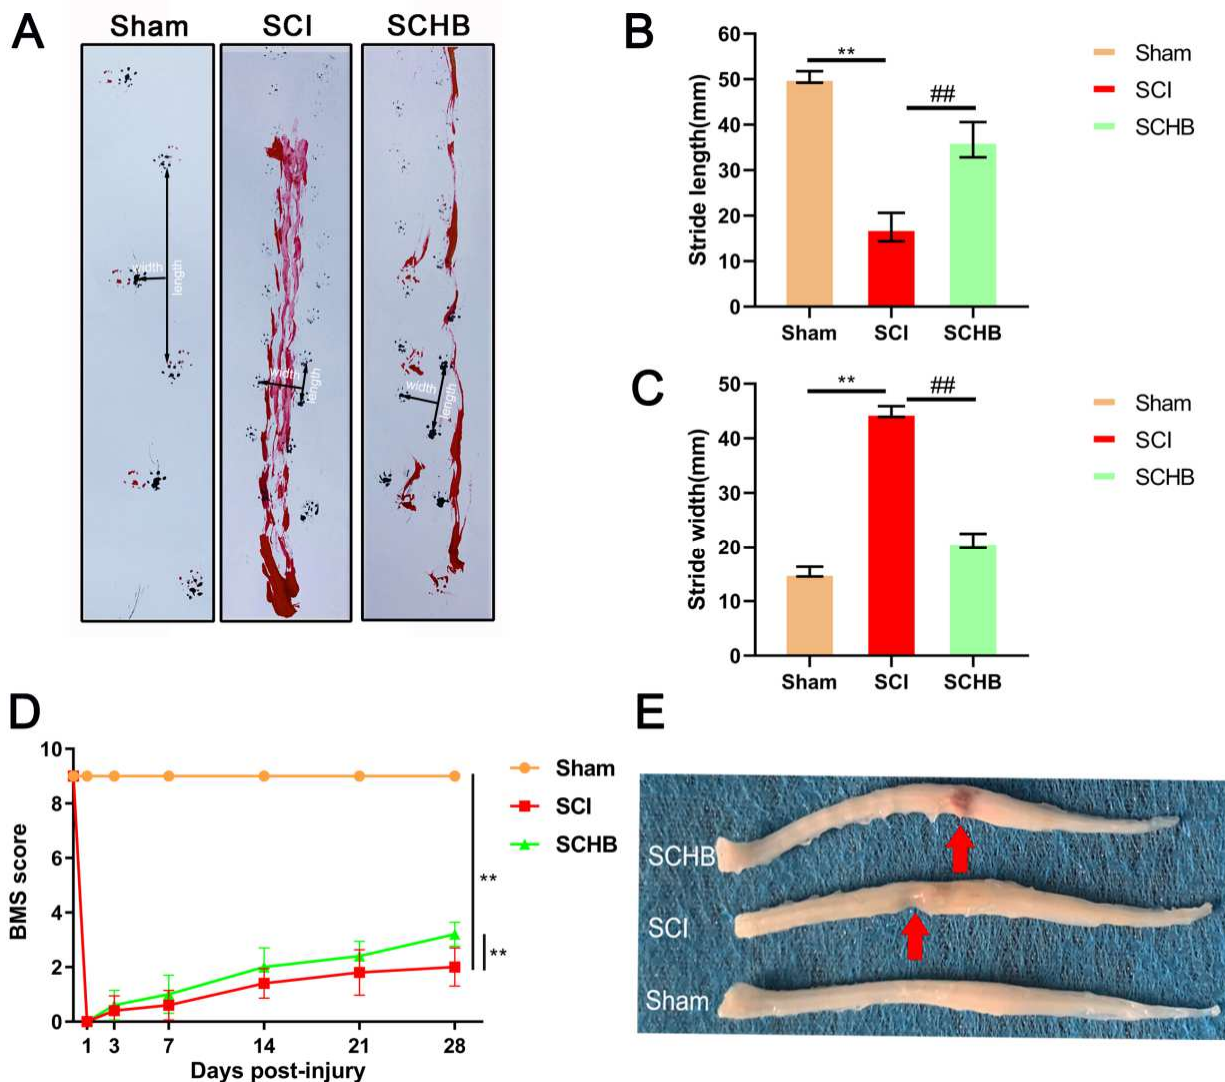 A
Sham
SCI
SCHB
width
length
width
length
width
length
B
Stride length(mm)
60
50
40
30
20
10
0
**
##
Sham
SCI
SCHB
Sham
SCI
SCHB
C
Stride width(mm)
50
40
30
20
10
0
**
##
Sham
SCI
SCHB
Sham
SCI
SCHB
D
BMS score
10
8
6
4
2
0
1 3 7 14 21 28
Days post-injury
Sham
SCI
SCHB
**
**
E
SCHB
SCI
Sham